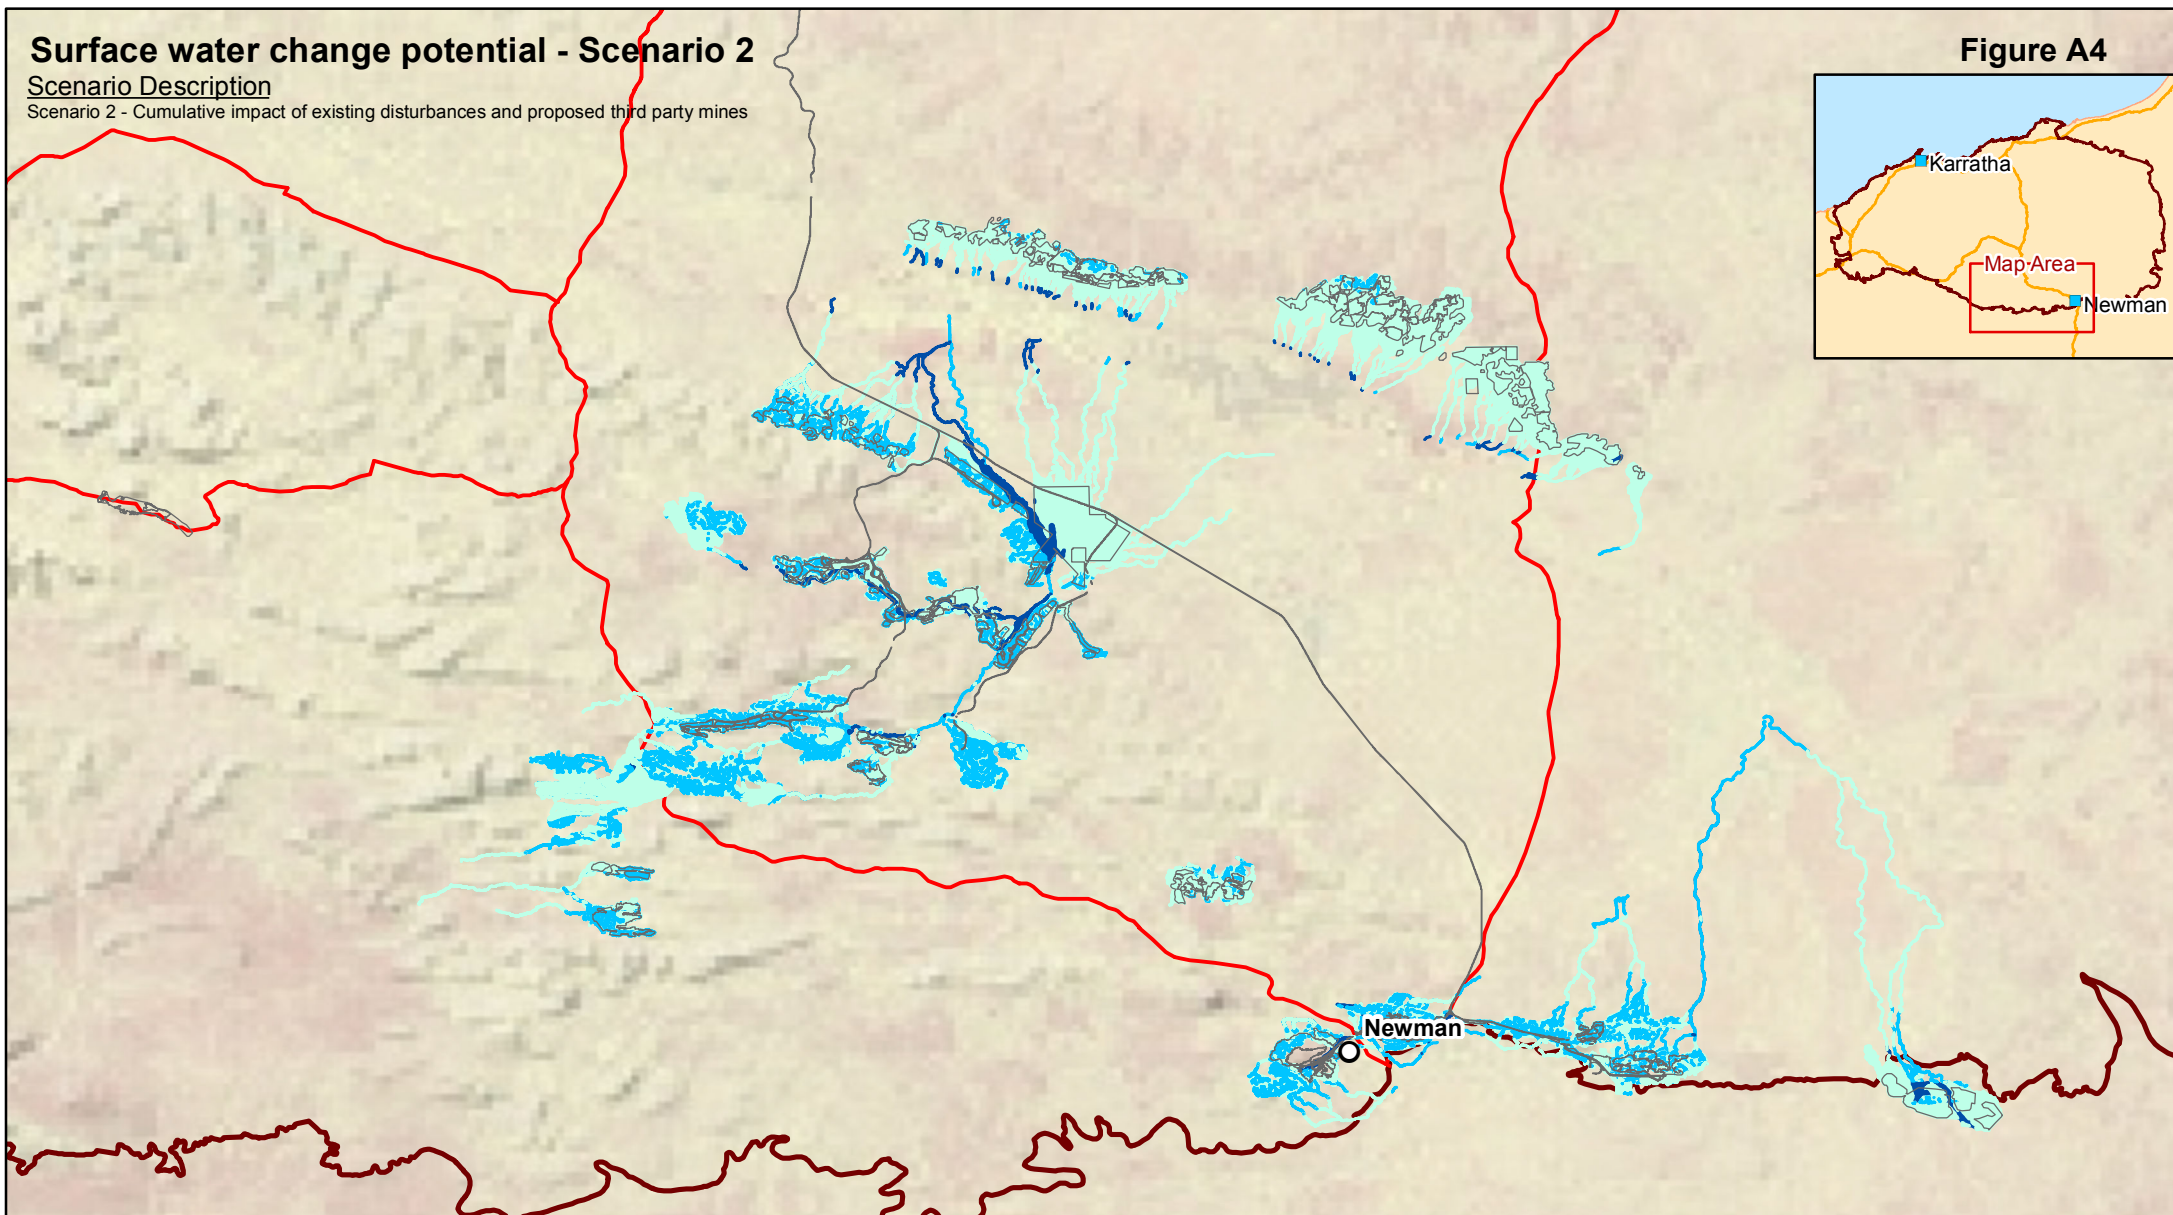 Surface water change potential - Scenario 2
Scenario Description
Scenario 2 - Cumulative impact of existing disturbances and proposed third party mines
Figure A4
Karratha
Map Area
Newman
Newman